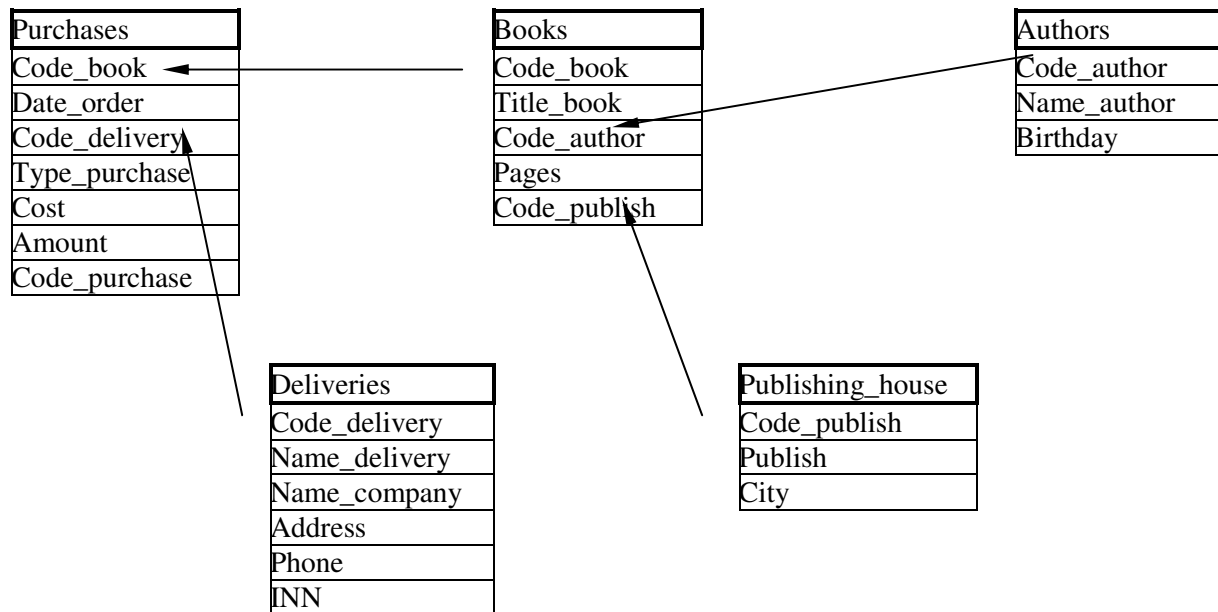 Purchases
Code_book
Date_order
Code_delivery
Type_purchase
Cost
Amount
Code_purchase
Books
Code_book
Title_book
Code_author
Pages
Code_publish
Authors
Code_author
Name_author
Birthday
Deliveries
Code_delivery
Name_delivery
Name_company
Address
Phone
INN
Publishing_house
Code_publish
Publish
City